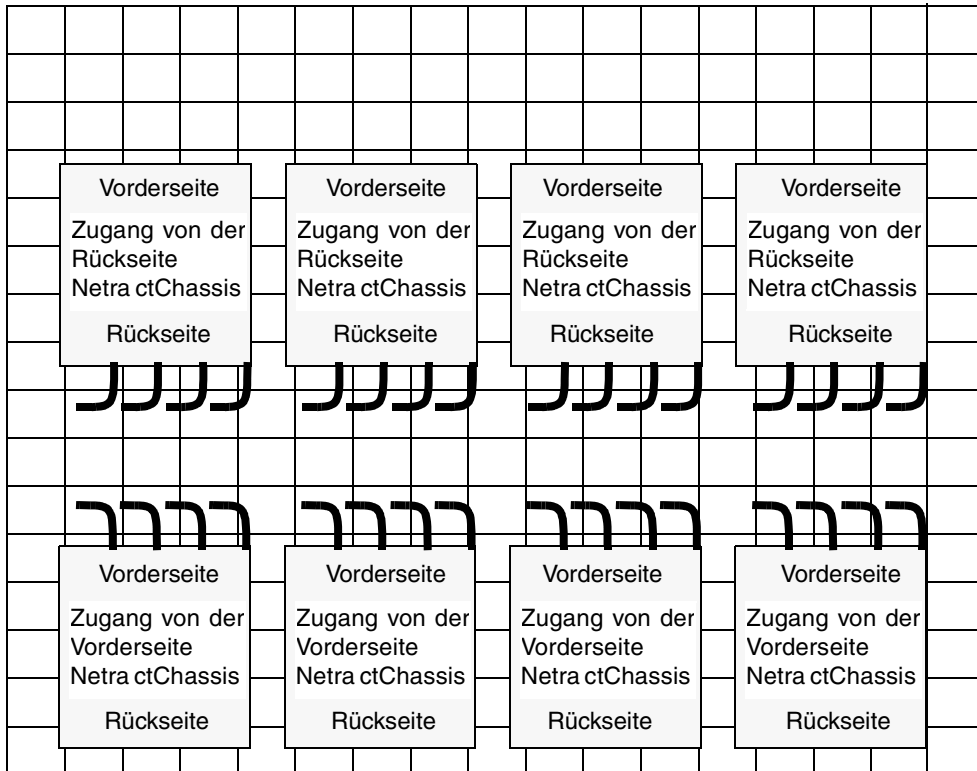 Vorderseite Vorderseite Vorderseite Vorderseite
Zugang von der Zugang von der Zugang von der Zugang von der
Rückseite Rückseite Rückseite Rückseite
Netra ctChassis Netra ctChassis Netra ctChassis Netra ctChassis
Rückseite Rückseite Rückseite Rückseite
Vorderseite Vorderseite Vorderseite Vorderseite
Zugang von der Zugang von der Zugang von der Zugang von der
Vorderseite Vorderseite Vorderseite Vorderseite
Netra ctChassis Netra ctChassis Netra ctChassis Netra ctChassis
Rückseite Rückseite Rückseite Rückseite